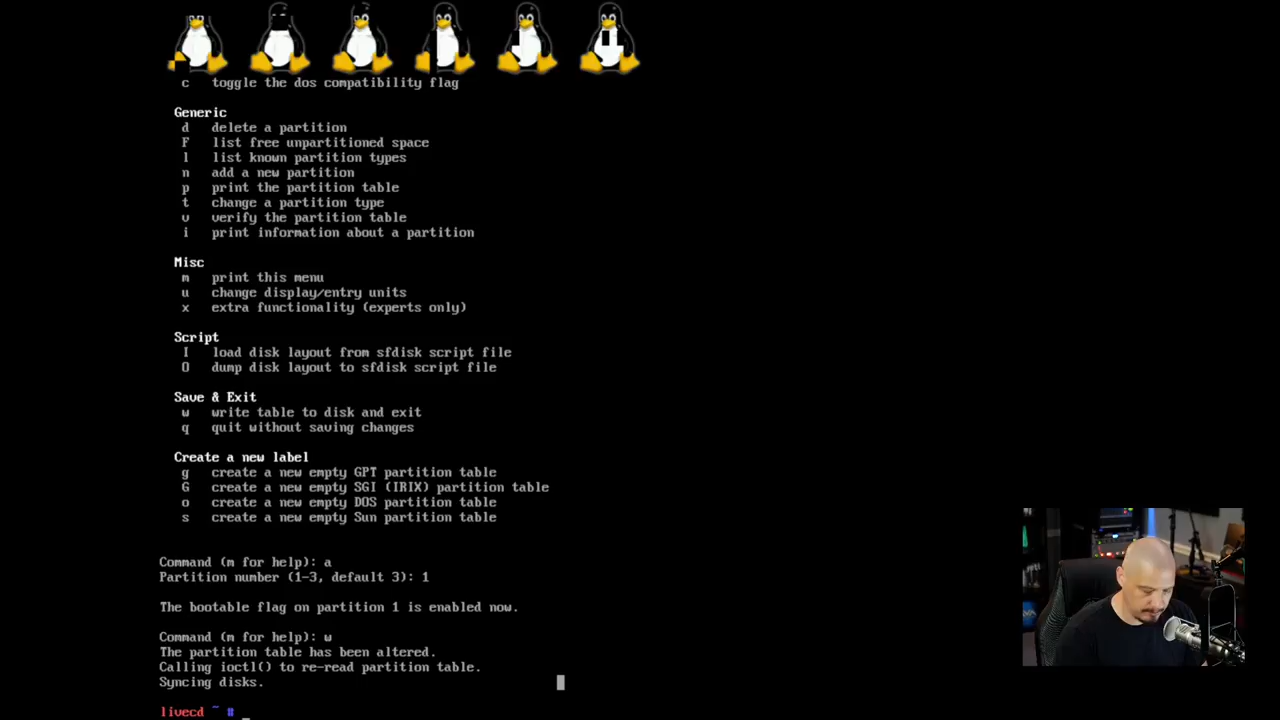 c toggle the dos compatibility flag
Generic
d delete a partition
F list free unpartitioned space
l list known partition types
n add a new partition
p print the partition table
t change a partition type
v verify the partition table
i print information about a partition
Misc
m print this menu
u change display/entry units
x extra functionality (experts only)
Script
I load disk layout from sfdisk script file
O dump disk layout to sfdisk script file
Save & Exit
w write table to disk and exit
q quit without saving changes
Create a new label
g create a new empty GPT partition table
G create a new empty SGI (IRIX) partition table
o create a new empty DOS partition table
s create a new empty Sun partition table
Command (m for help): a
Partition number (1-3, default 3): 1
The bootable flag on partition 1 is enabled now.
Command (m for help): w
The partition table has been altered.
Calling ioctl() to re-read partition table.
Syncing disks.
livecd ~ # _